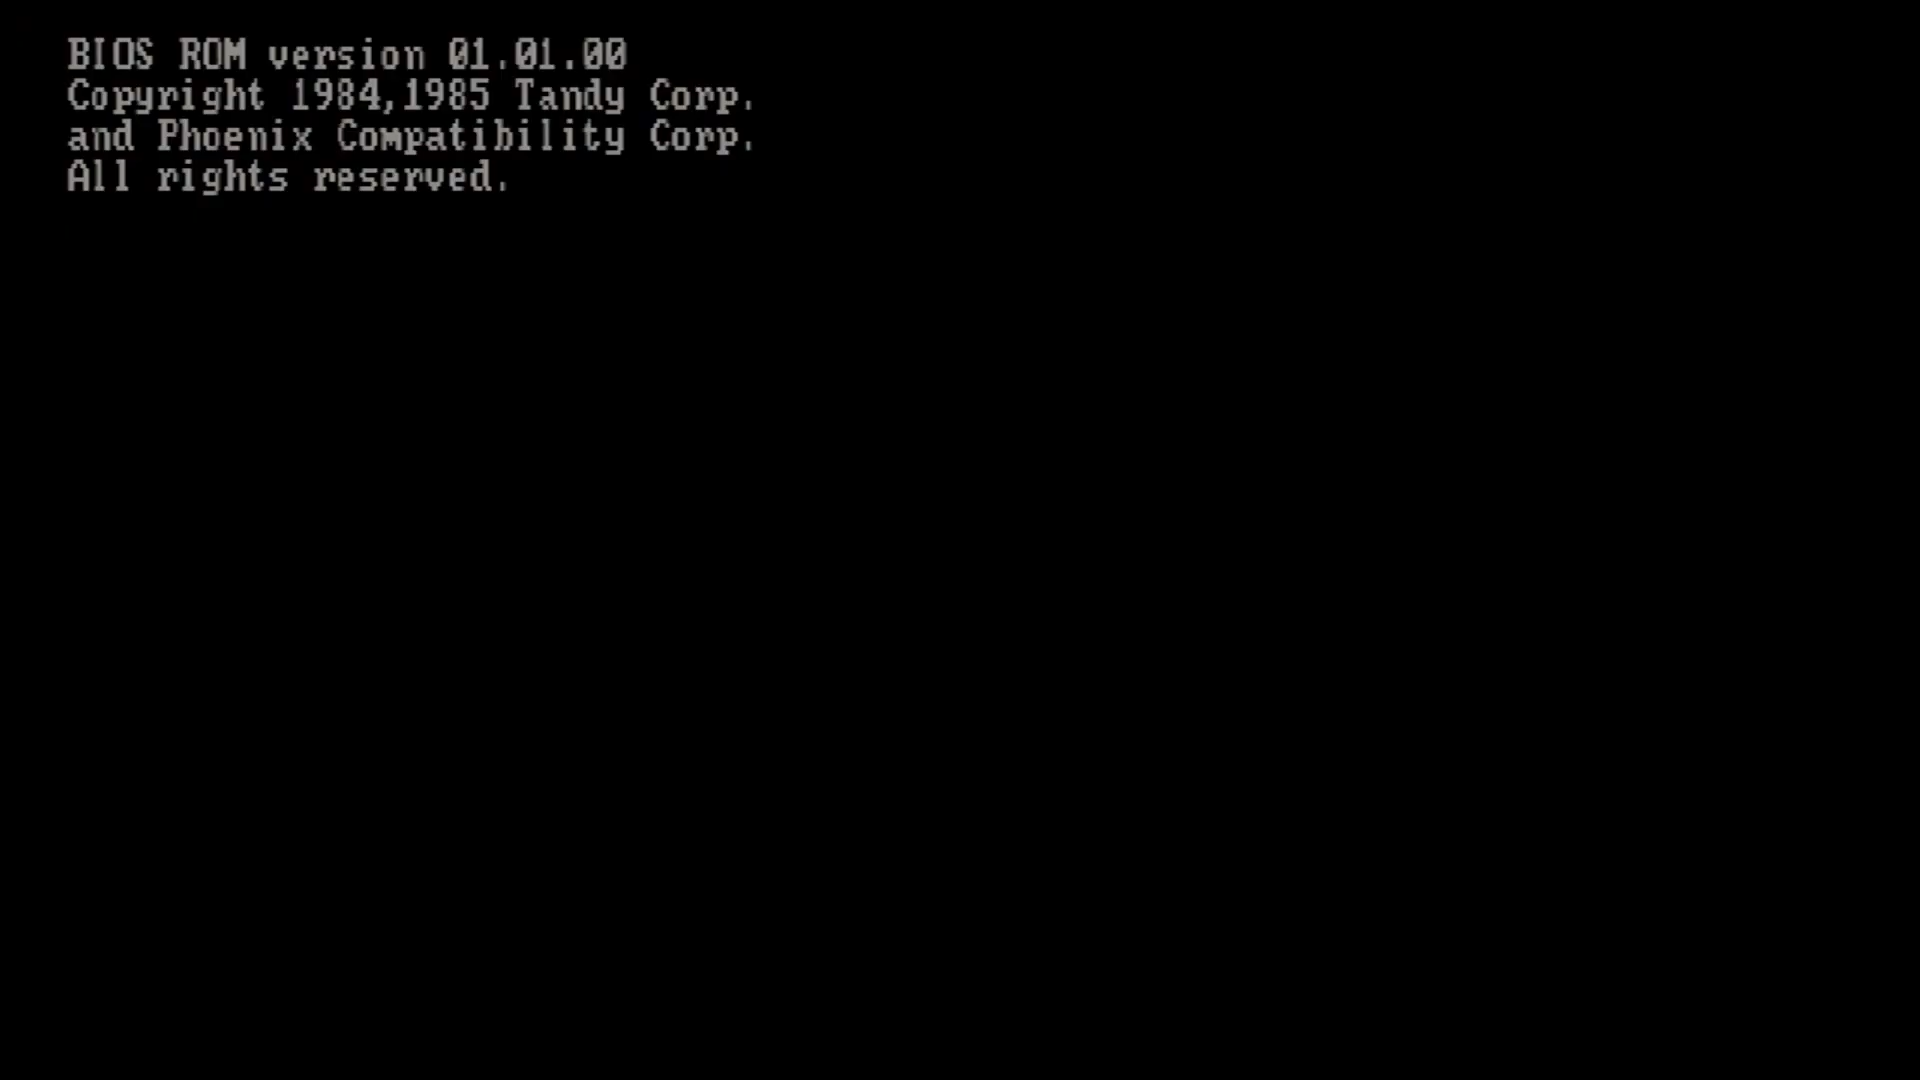 BIOS ROM version 01.01.00
Copyright 1984,1985 Tandy Corp.
and Phoenix Compatibility Corp.
All rights reserved.